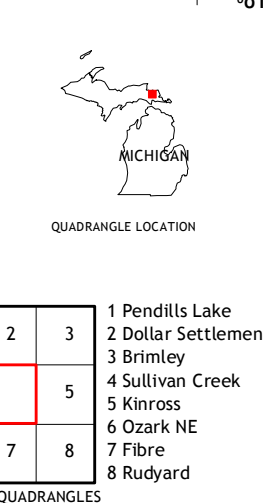 MICHIGAN
QUADRANGLE LOCATION
2 3
5
7 8
1 Pendills Lake
2 Dollar Settlemen
3 Brimley
4 Sullivan Creek
5 Kinross
6 Ozark NE
7 Fibre
8 Rudyard
QUADRANGLES